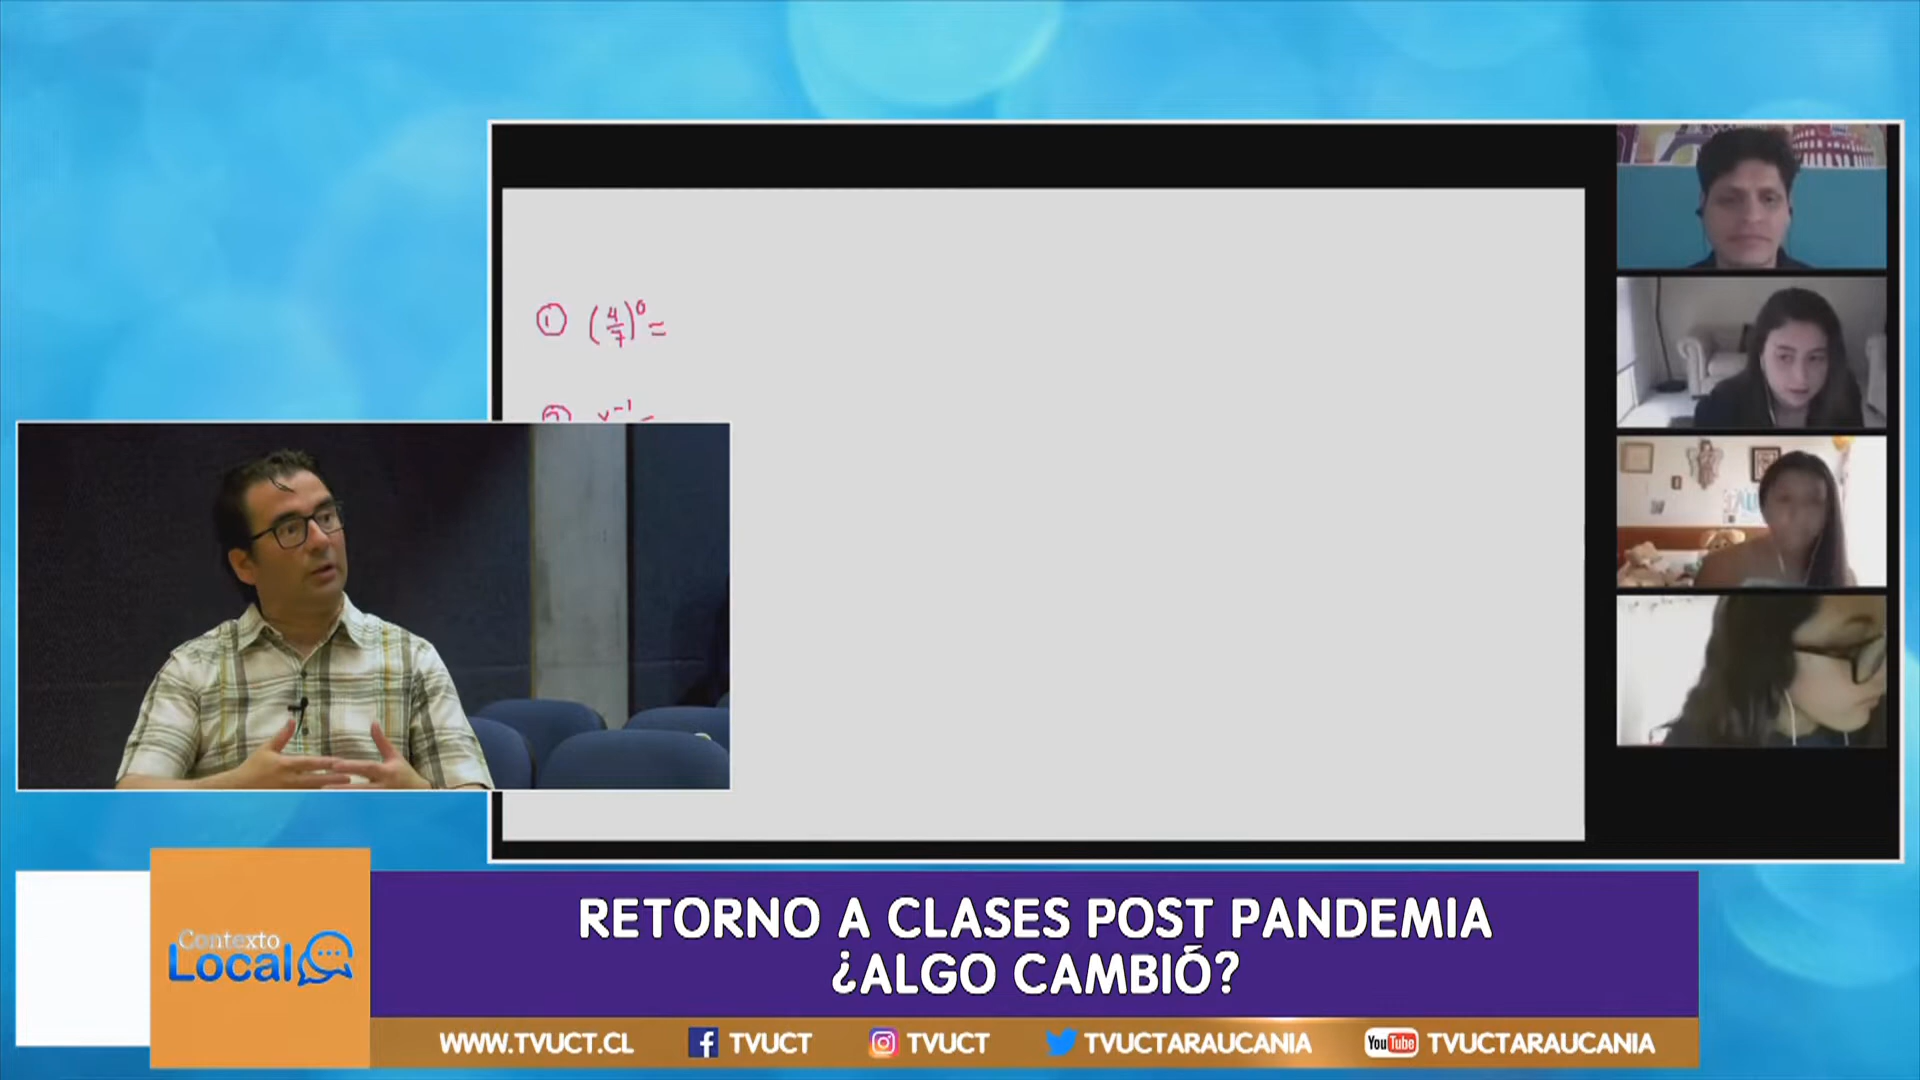 ① (4/7)⁰ =
Contexto
Local
RETORNO A CLASES POST PANDEMIA
¿ALGO CAMBIÓ?
WWW.TVUCT.CL TVUCT TVUCT TVUCTARAUCANIA YouTube TVUCTARAUCANIA